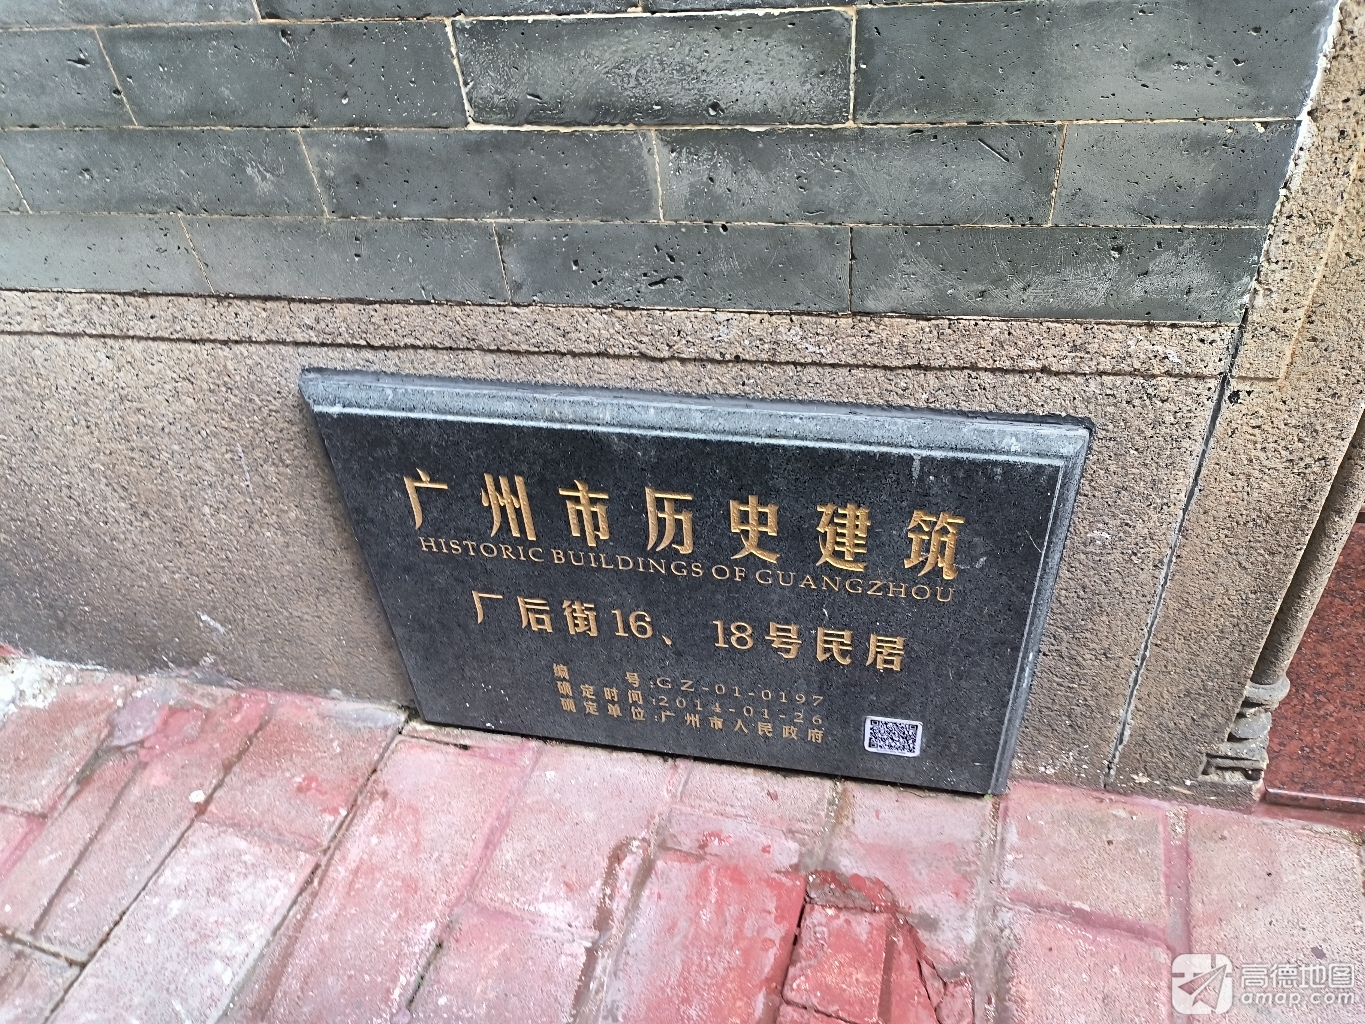 广州市历史建筑
HISTORIC BUILDINGS OF GUANGZHOU
厂后街16、18号民居
编号:GZ-01-0197
确定时间:2014-01-26
确定单位:广州市人民政府
高德地图
amap.com